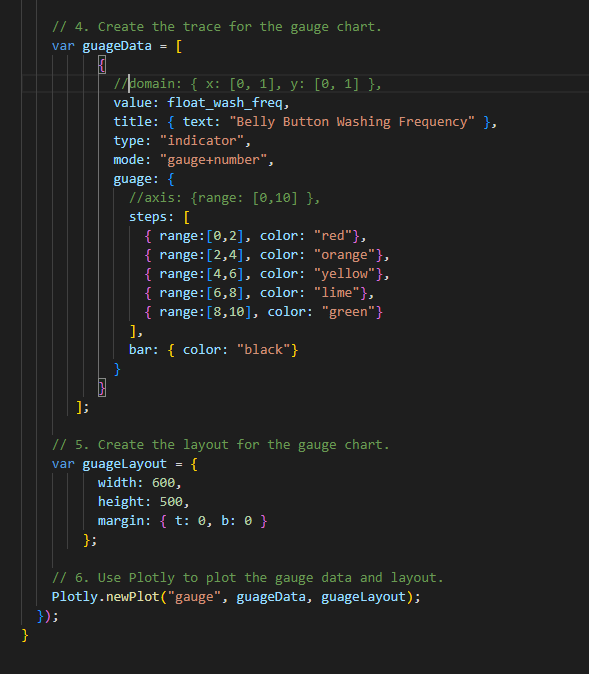 // 4. Create the trace for the gauge chart.
var guageData = [
{
//domain: { x: [0, 1], y: [0, 1] },
value: float_wash_freq,
title: { text: "Belly Button Washing Frequency" },
type: "indicator",
mode: "gauge+number",
guage: {
//axis: {range: [0,10] },
steps: [
{ range:[0,2], color: "red"},
{ range:[2,4], color: "orange"},
{ range:[4,6], color: "yellow"},
{ range:[6,8], color: "lime"},
{ range:[8,10], color: "green"}
],
bar: { color: "black"}
}
}
];
// 5. Create the layout for the gauge chart.
var guageLayout = {
width: 600,
height: 500,
margin: { t: 0, b: 0 }
};
// 6. Use Plotly to plot the gauge data and layout.
Plotly.newPlot("gauge", guageData, guageLayout);
});
}